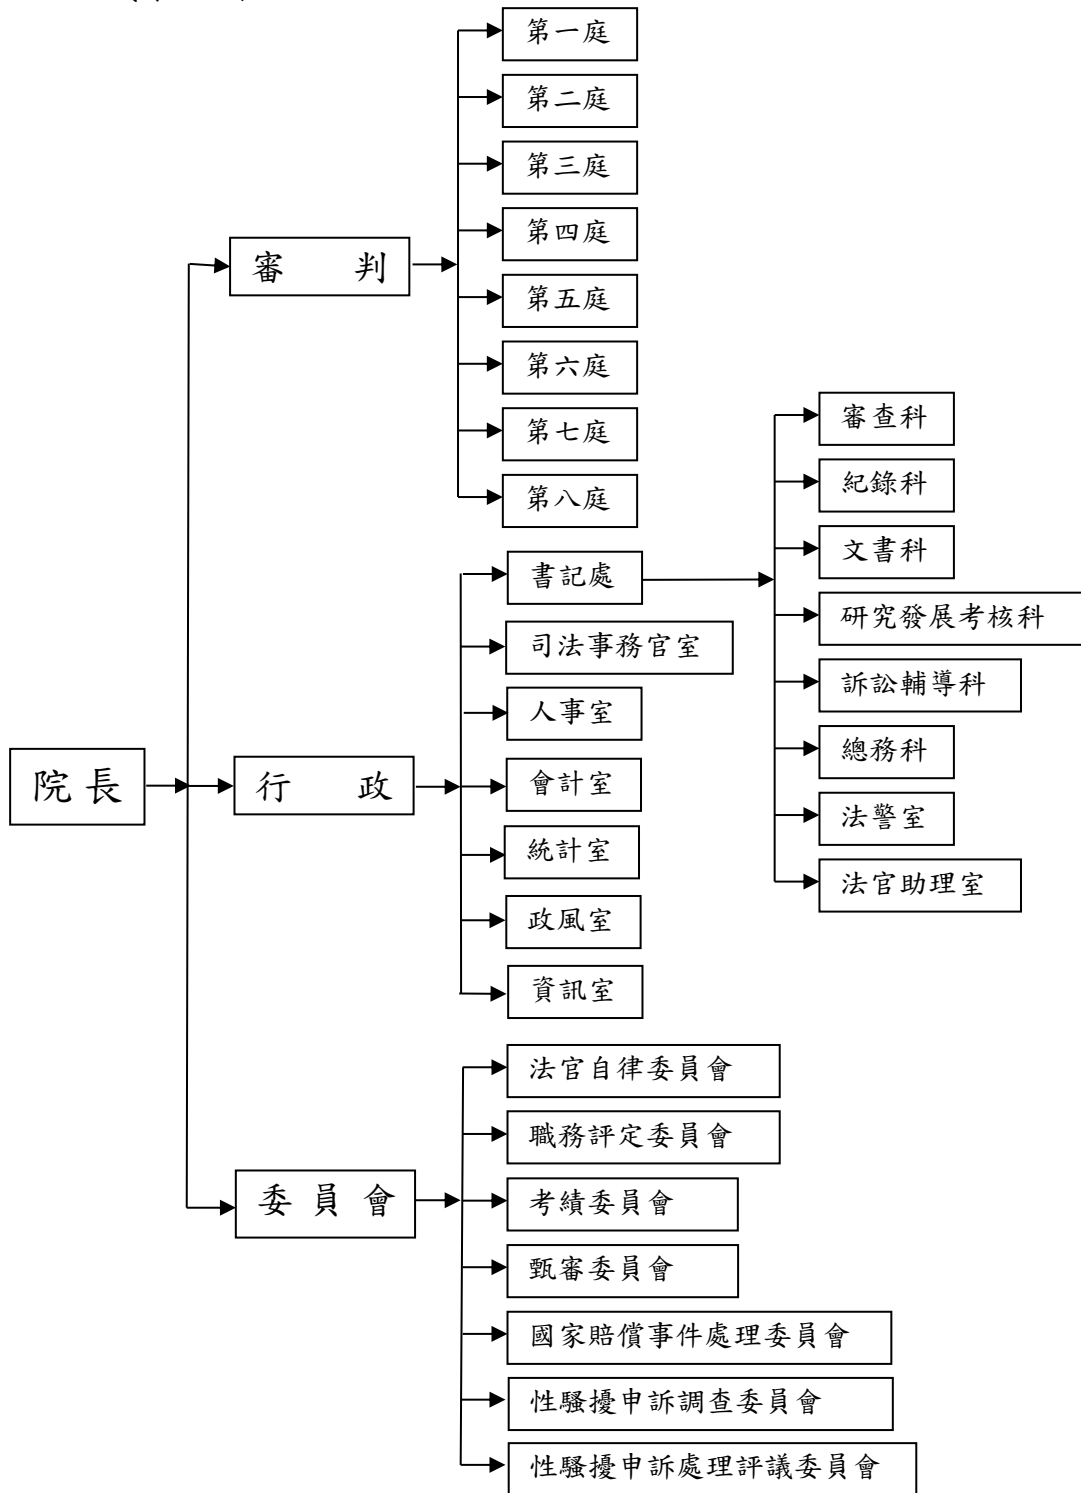 院長
審判
第一庭
第二庭
第三庭
第四庭
第五庭
第六庭
第七庭
第八庭
行政
書記處
審查科
紀錄科
文書科
研究發展考核科
訴訟輔導科
總務科
法警室
法官助理室
司法事務官室
人事室
會計室
統計室
政風室
資訊室
委員會
法官自律委員會
職務評定委員會
考績委員會
甄審委員會
國家賠償事件處理委員會
性騷擾申訴調查委員會
性騷擾申訴處理評議委員會